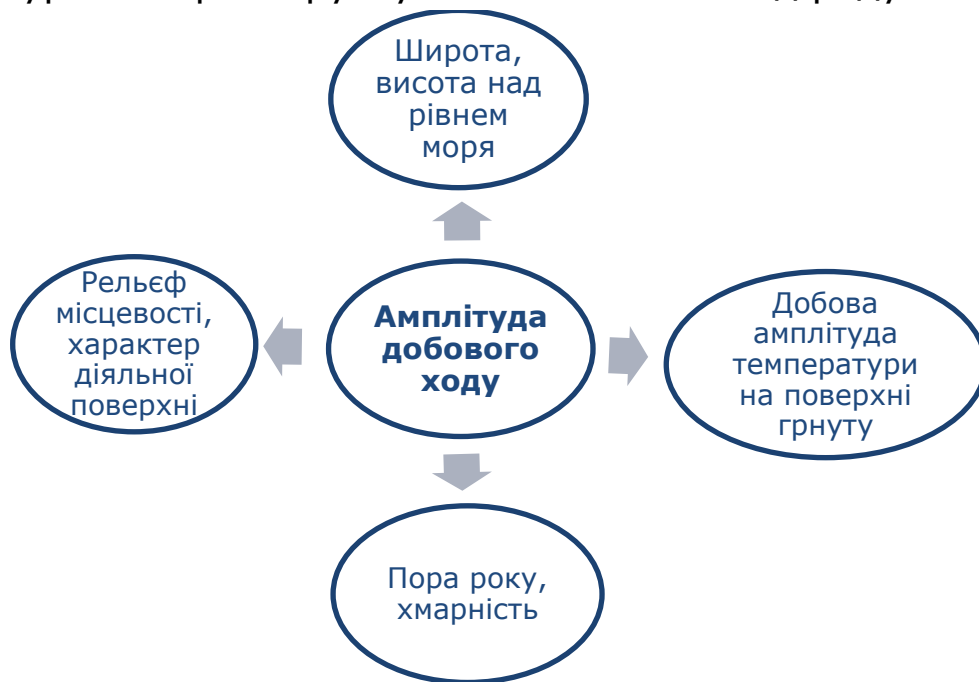 Широта,
висота над
рівнем
моря
Рельєф
місцевості,
характер
діяльної
поверхні
Амплітуда
добового
ходу
Добова
амплітуда
температури
на поверхні
грнуту
Пора року,
хмарність